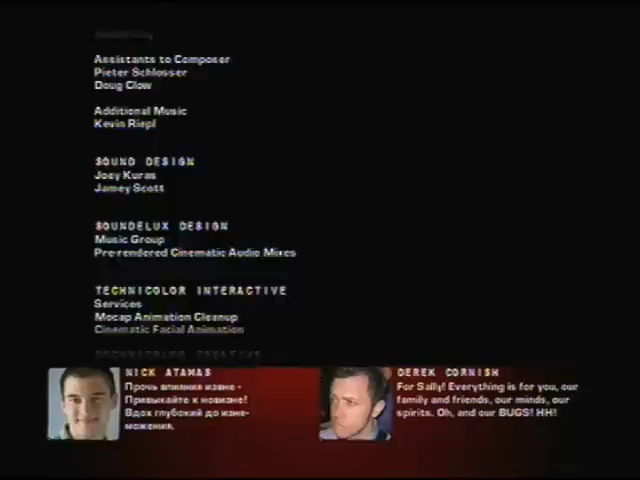 Assistants to Composer
Pieter Schlosser
Doug Clow
Additional Music
Kevin Riepl
SOUND DESIGN
Joey Kuras
Jamey Scott
SOUNDELUX DESIGN
Music Group
Pre-rendered Cinematic Audio Mixes
TECHNICOLOR INTERACTIVE
Services
Mocap Animation Cleanup
Cinematic Facial Animation
TECHNICOLOR CREATIVE
NICK ATAMAS
Прочь влияния извне -
Привыкайте к новизне!
Вдох глубокий до изне-
можения.
DEREK CORNISH
For Sally! Everything is for you, our
family and friends, our minds, our
spirits. Oh, and our BUGS! HH!